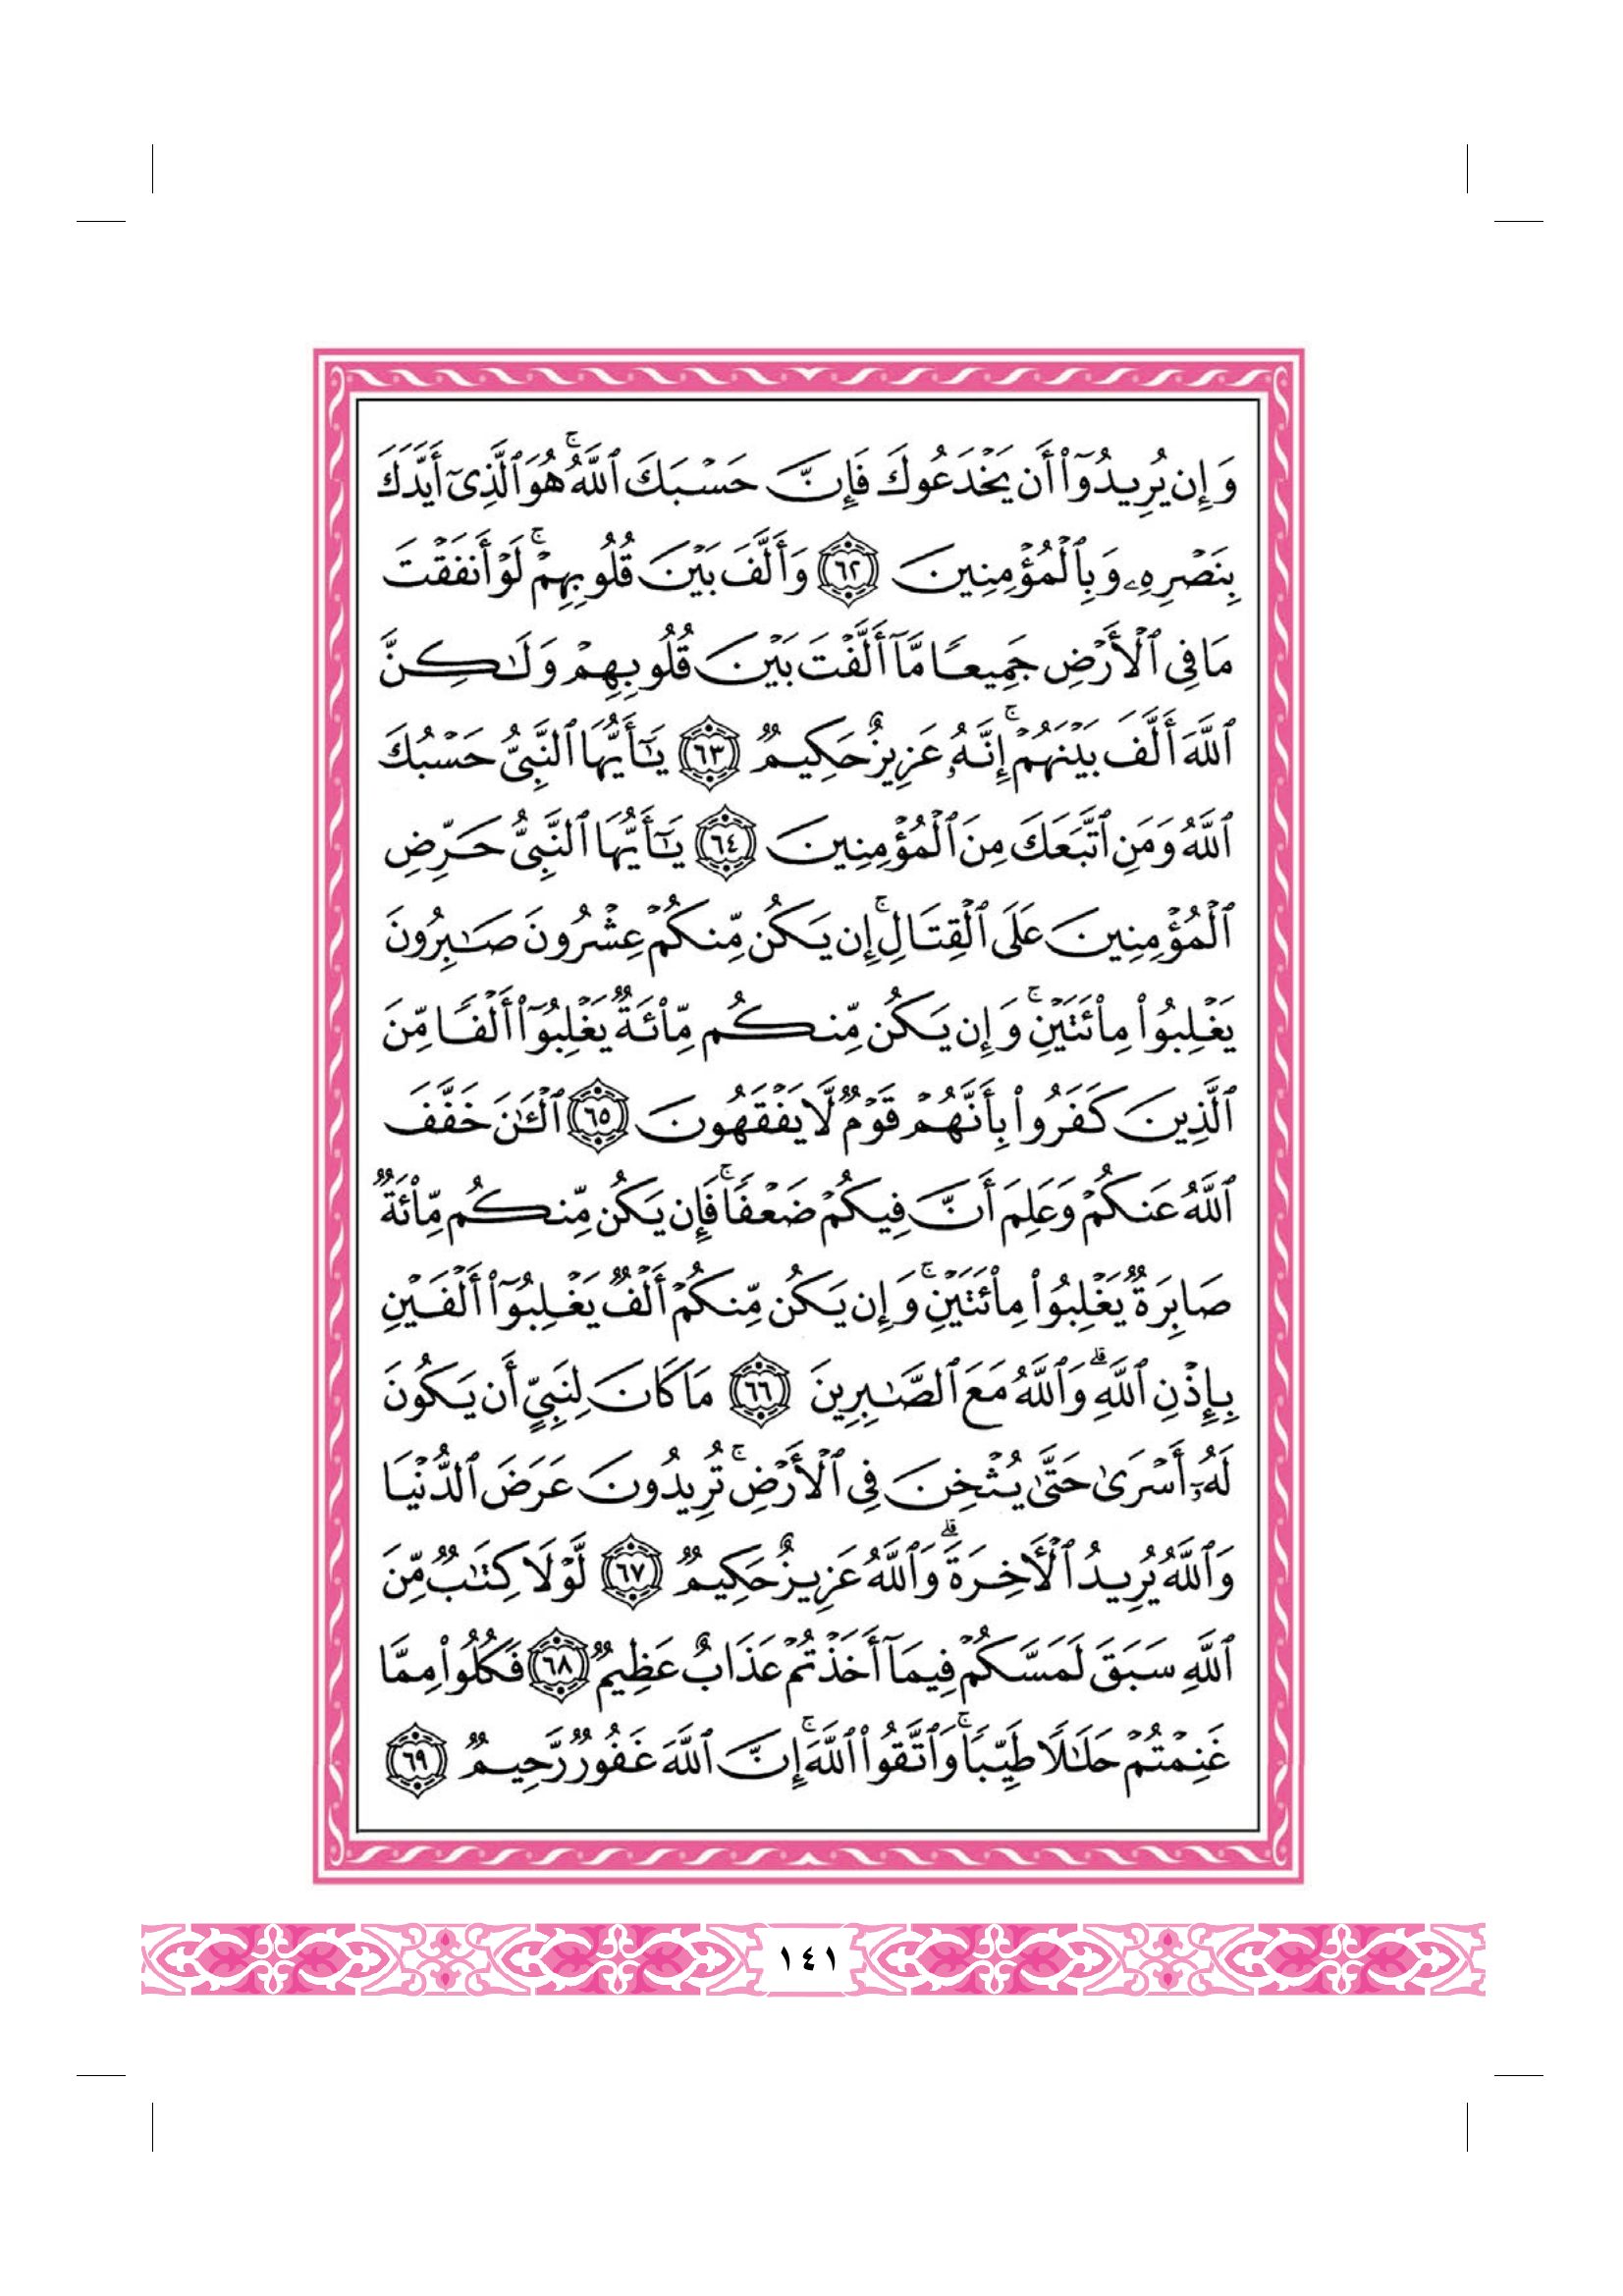 وَإِن يُرِيدُوٓا۟ أَن يَخۡدَعُوكَ فَإِنَّ حَسۡبَكَ ٱللَّهُۚ هُوَ ٱلَّذِىٓ أَيَّدَكَ
بِنَصۡرِهِۦ وَبِٱلۡمُؤۡمِنِينَ ٦٢ وَأَلَّفَ بَيۡنَ قُلُوبِهِمۡۚ لَوۡ أَنفَقۡتَ
مَا فِى ٱلۡأَرۡضِ جَمِيعًا مَّآ أَلَّفۡتَ بَيۡنَ قُلُوبِهِمۡ وَلَٰكِنَّ
ٱللَّهَ أَلَّفَ بَيۡنَهُمۡۚ إِنَّهُۥ عَزِيزٌ حَكِيمٌ ٦٣ يَٰٓأَيُّهَا ٱلنَّبِىُّ حَسۡبُكَ
ٱللَّهُ وَمَنِ ٱتَّبَعَكَ مِنَ ٱلۡمُؤۡمِنِينَ ٦٤ يَٰٓأَيُّهَا ٱلنَّبِىُّ حَرِّضِ
ٱلۡمُؤۡمِنِينَ عَلَى ٱلۡقِتَالِۚ إِن يَكُن مِّنكُمۡ عِشۡرُونَ صَٰبِرُونَ
يَغۡلِبُوا۟ مِا۟ئَتَيۡنِۚ وَإِن يَكُن مِّنكُم مِّا۟ئَةٌ يَغۡلِبُوٓا۟ أَلۡفًا مِّنَ
ٱلَّذِينَ كَفَرُوا۟ بِأَنَّهُمۡ قَوۡمٌ لَّا يَفۡقَهُونَ ٦٥ ٱلۡـَٰٔنَ خَفَّفَ
ٱللَّهُ عَنكُمۡ وَعَلِمَ أَنَّ فِيكُمۡ ضَعۡفًاۚ فَإِن يَكُن مِّنكُم مِّا۟ئَةٌ
صَابِرَةٌ يَغۡلِبُوا۟ مِا۟ئَتَيۡنِۚ وَإِن يَكُن مِّنكُمۡ أَلۡفٌ يَغۡلِبُوٓا۟ أَلۡفَيۡنِ
بِإِذۡنِ ٱللَّهِۗ وَٱللَّهُ مَعَ ٱلصَّٰبِرِينَ ٦٦ مَا كَانَ لِنَبِىٍّ أَن يَكُونَ
لَهُۥٓ أَسۡرَىٰ حَتَّىٰ يُثۡخِنَ فِى ٱلۡأَرۡضِۚ تُرِيدُونَ عَرَضَ ٱلدُّنۡيَا
وَٱللَّهُ يُرِيدُ ٱلۡأَخِرَةَۗ وَٱللَّهُ عَزِيزٌ حَكِيمٌ ٦٧ لَّوۡلَا كِتَٰبٌ مِّنَ
ٱللَّهِ سَبَقَ لَمَسَّكُمۡ فِيمَآ أَخَذۡتُمۡ عَذَابٌ عَظِيمٌ ٦٨ فَكُلُوا۟ مِمَّا
غَنِمۡتُمۡ حَلَٰلًا طَيِّبًاۚ وَٱتَّقُوا۟ ٱللَّهَۚ إِنَّ ٱللَّهَ غَفُورٌ رَّحِيمٌ ٦٩
١٤١